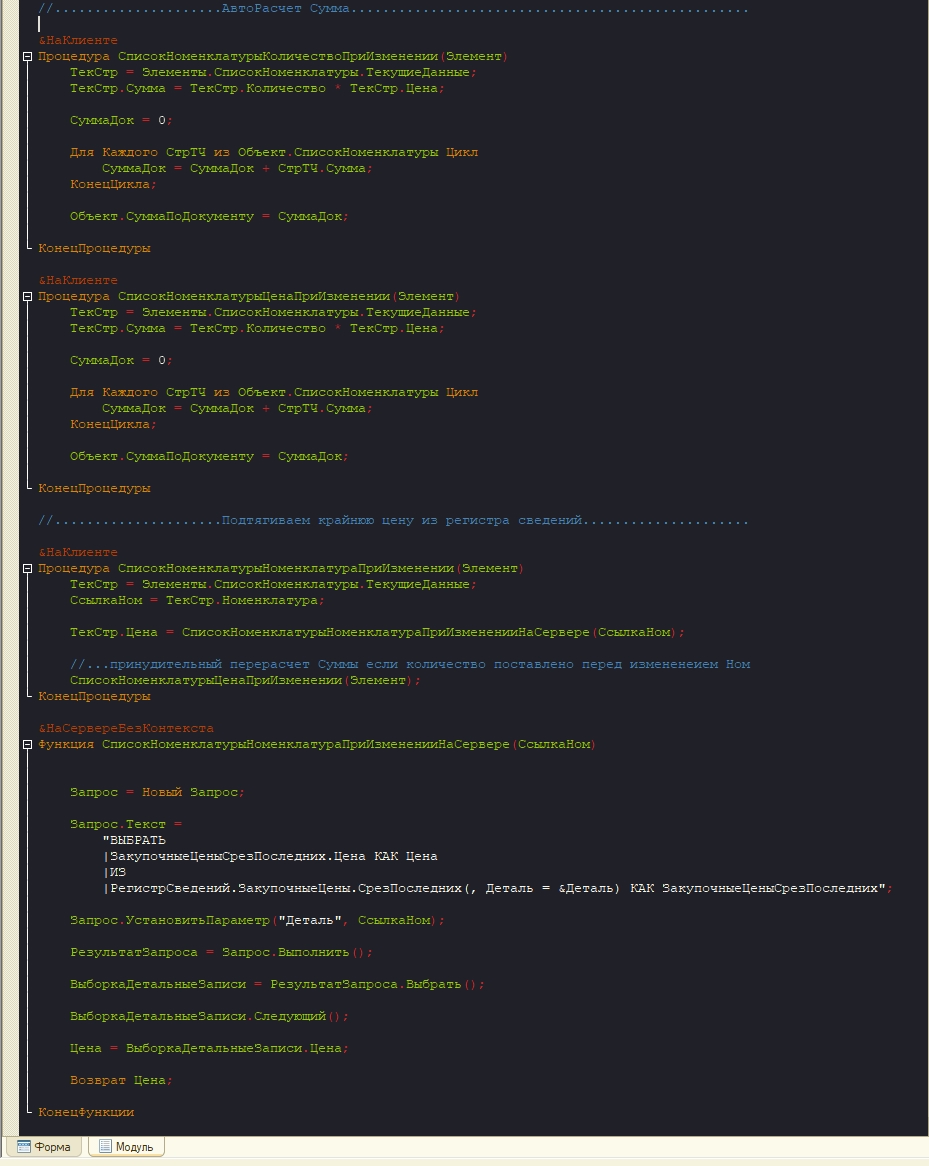 //.....................АвтоРасчет Сумма..................................................
&НаКлиенте
Процедура СписокНоменклатурыКоличествоПриИзменении(Элемент)
ТекСтр = Элементы.СписокНоменклатуры.ТекущиеДанные;
ТекСтр.Сумма = ТекСтр.Количество * ТекСтр.Цена;
СуммаДок = 0;
Для Каждого СтрТЧ из Объект.СписокНоменклатуры Цикл
СуммаДок = СуммаДок + СтрТЧ.Сумма;
КонецЦикла;
Объект.СуммаПоДокументу = СуммаДок;
КонецПроцедуры
&НаКлиенте
Процедура СписокНоменклатурыЦенаПриИзменении(Элемент)
ТекСтр = Элементы.СписокНоменклатуры.ТекущиеДанные;
ТекСтр.Сумма = ТекСтр.Количество * ТекСтр.Цена;
СуммаДок = 0;
Для Каждого СтрТЧ из Объект.СписокНоменклатуры Цикл
СуммаДок = СуммаДок + СтрТЧ.Сумма;
КонецЦикла;
Объект.СуммаПоДокументу = СуммаДок;
КонецПроцедуры
//.....................Подтягиваем крайнюю цену из регистра сведений.....................
&НаКлиенте
Процедура СписокНоменклатурыНоменклатураПриИзменении(Элемент)
ТекСтр = Элементы.СписокНоменклатуры.ТекущиеДанные;
СсылкаНом = ТекСтр.Номенклатура;
ТекСтр.Цена = СписокНоменклатурыНоменклатураПриИзмененииНаСервере(СсылкаНом);
//...принудительный перерасчет Суммы если количество поставлено перед измененеием Ном
СписокНоменклатурыЦенаПриИзменении(Элемент);
КонецПроцедуры
&НаСервереБезКонтекста
Функция СписокНоменклатурыНоменклатураПриИзмененииНаСервере(СсылкаНом)
Запрос = Новый Запрос;
Запрос.Текст =
"ВЫБРАТЬ
|ЗакупочныеЦеныСрезПоследних.Цена КАК Цена
|ИЗ
|РегистрСведений.ЗакупочныеЦены.СрезПоследних(, Деталь = &Деталь) КАК ЗакупочныеЦеныСрезПоследних";
Запрос.УстановитьПараметр("Деталь", СсылкаНом);
РезультатЗапроса = Запрос.Выполнить();
ВыборкаДетальныеЗаписи = РезультатЗапроса.Выбрать();
ВыборкаДетальныеЗаписи.Следующий();
Цена = ВыборкаДетальныеЗаписи.Цена;
Возврат Цена;
КонецФункции
Форма Модуль